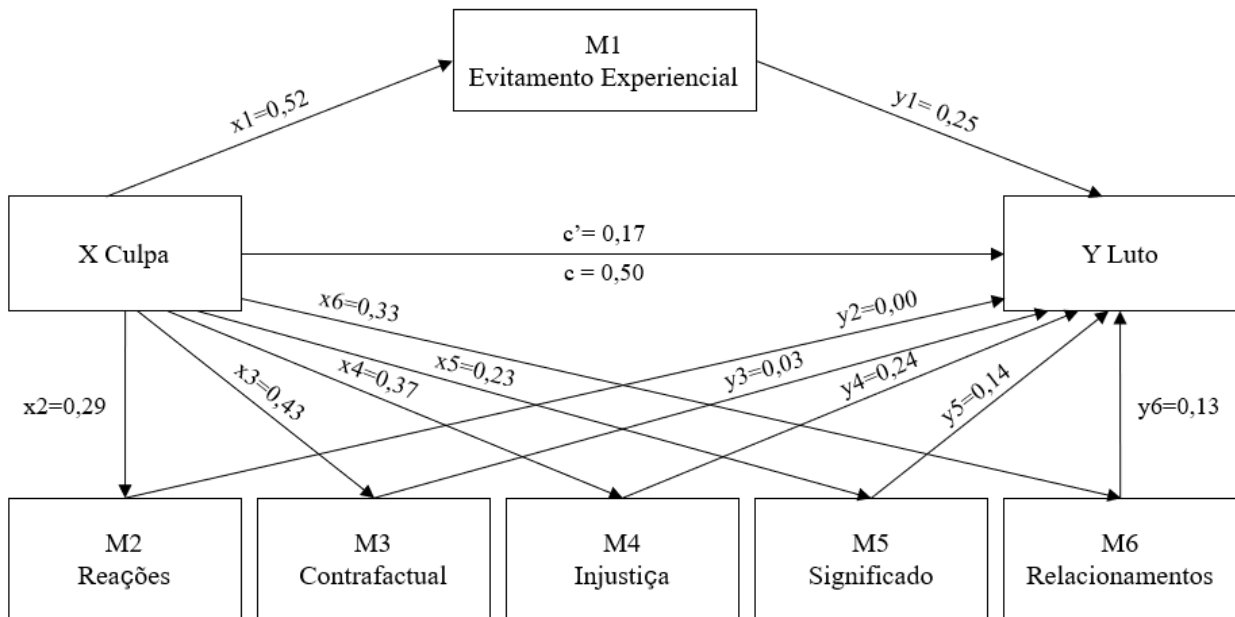 M1
Evitamento Experiencial
x1=0,52
y1= 0,25
X Culpa
c’= 0,17
c = 0,50
Y Luto
x6=0,33
y2=0,00
x5=0,23
y3=0,03
x4=0,37
y4=0,24
x3=0,43
y5=0,14
x2=0,29
y6=0,13
M2
Reações
M3
Contrafactual
M4
Injustiça
M5
Significado
M6
Relacionamentos